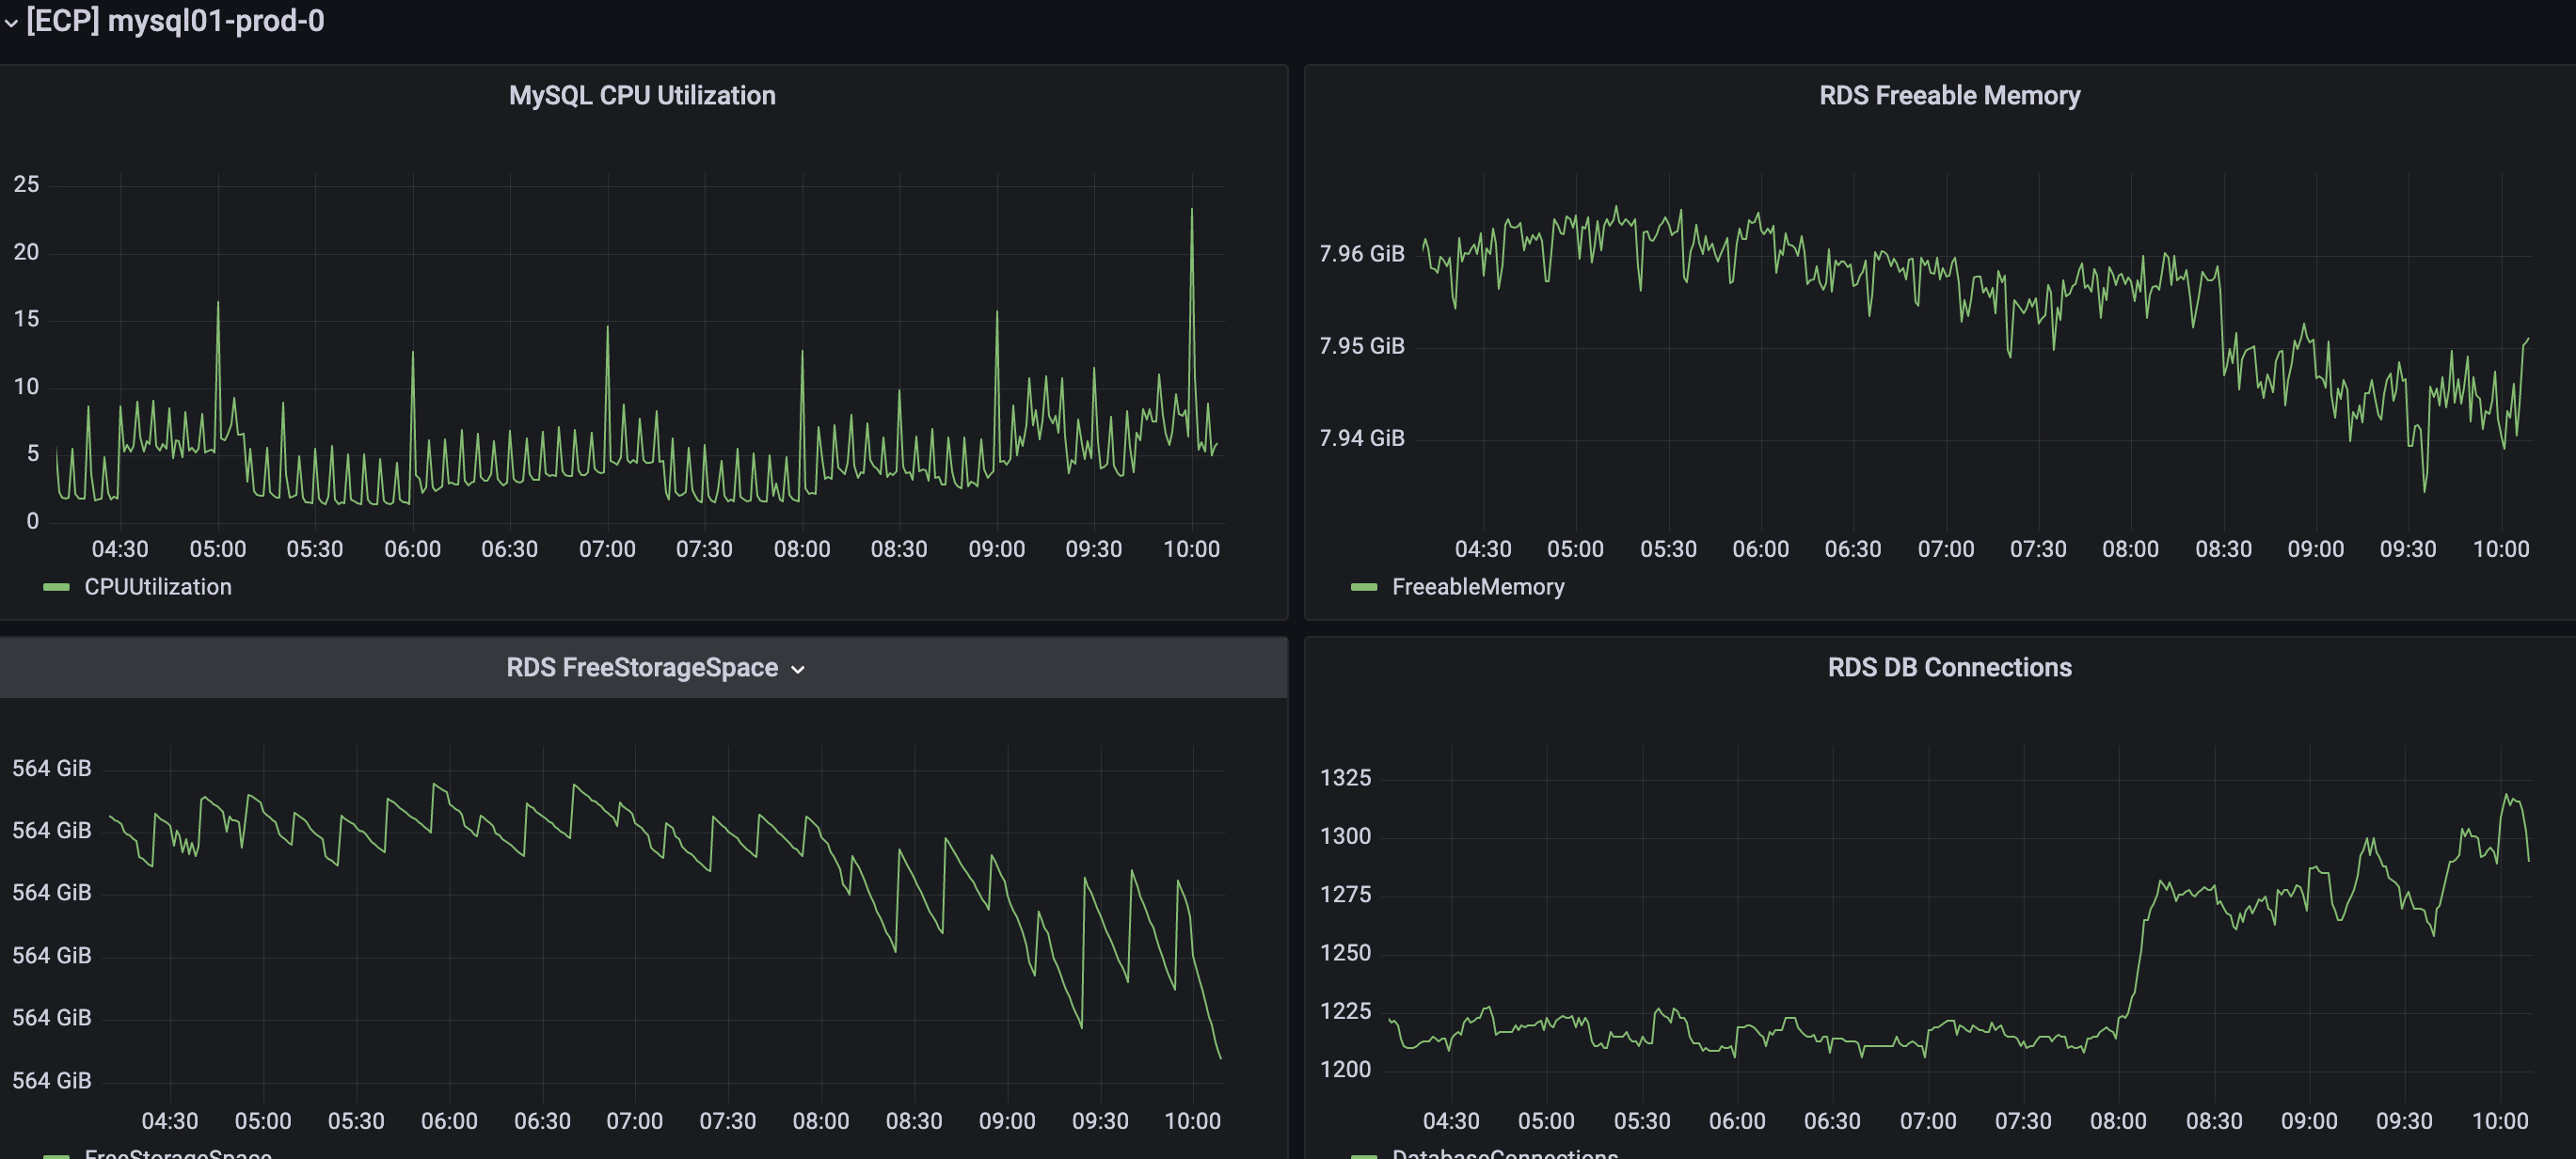 [ECP] mysql01-prod-0
MySQL CPU Utilization
25
20
15
10
5
0
04:30 05:00 05:30 06:00 06:30 07:00 07:30 08:00 08:30 09:00 09:30 10:00
CPUUtilization
RDS Freeable Memory
7.96 GiB
7.95 GiB
7.94 GiB
04:30 05:00 05:30 06:00 06:30 07:00 07:30 08:00 08:30 09:00 09:30 10:00
FreeableMemory
RDS FreeStorageSpace
564 GiB
564 GiB
564 GiB
564 GiB
564 GiB
564 GiB
04:30 05:00 05:30 06:00 06:30 07:00 07:30 08:00 08:30 09:00 09:30 10:00
FreeStorageSpace
RDS DB Connections
1325
1300
1275
1250
1225
1200
04:30 05:00 05:30 06:00 06:30 07:00 07:30 08:00 08:30 09:00 09:30 10:00
DatabaseConnections